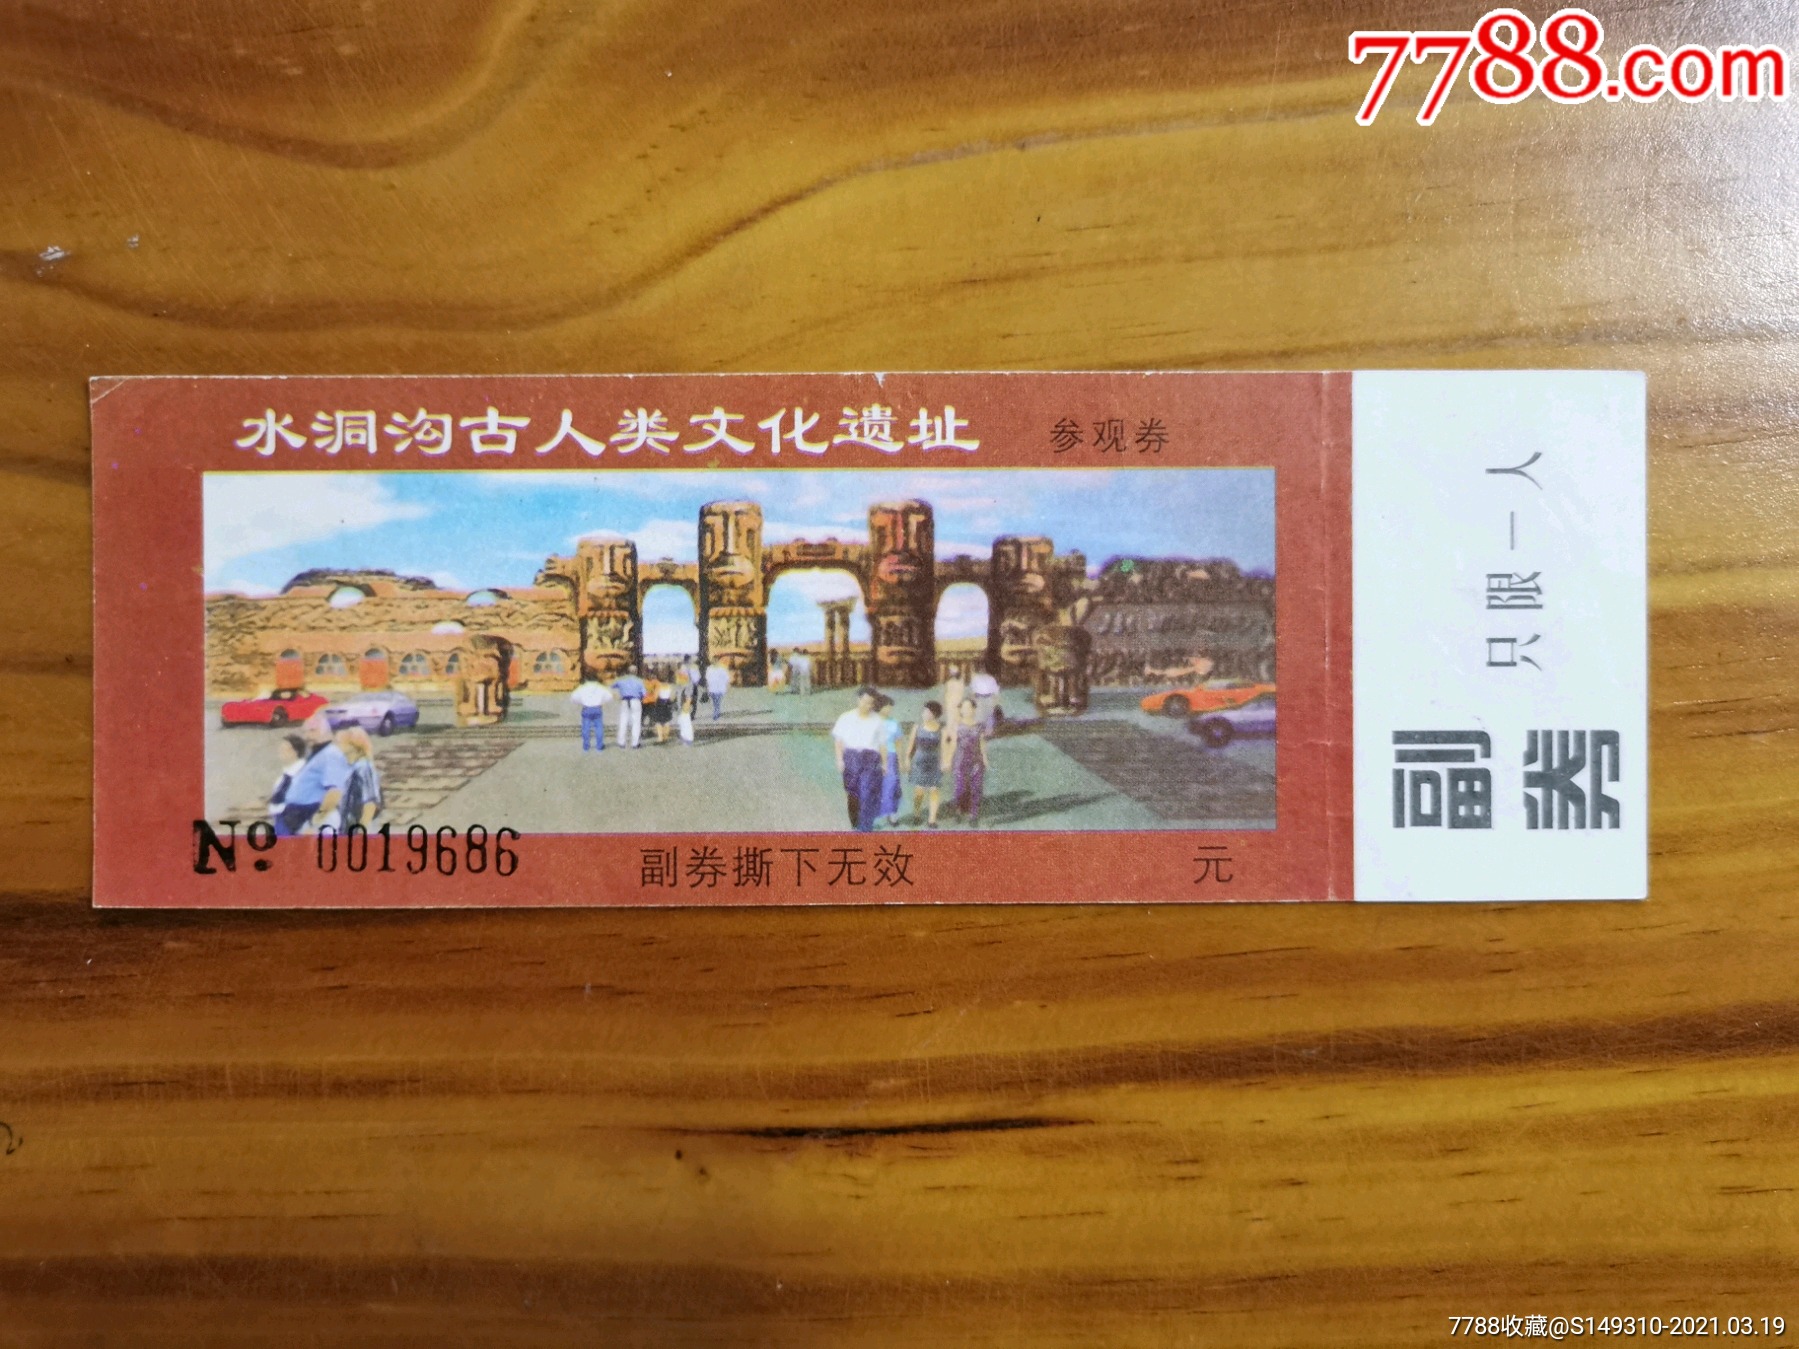 7788.com
水洞沟古人类文化遗址 参观券
只限一人
副券
No 0019686
副券撕下无效
元
7788收藏@S149310-2021.03.19